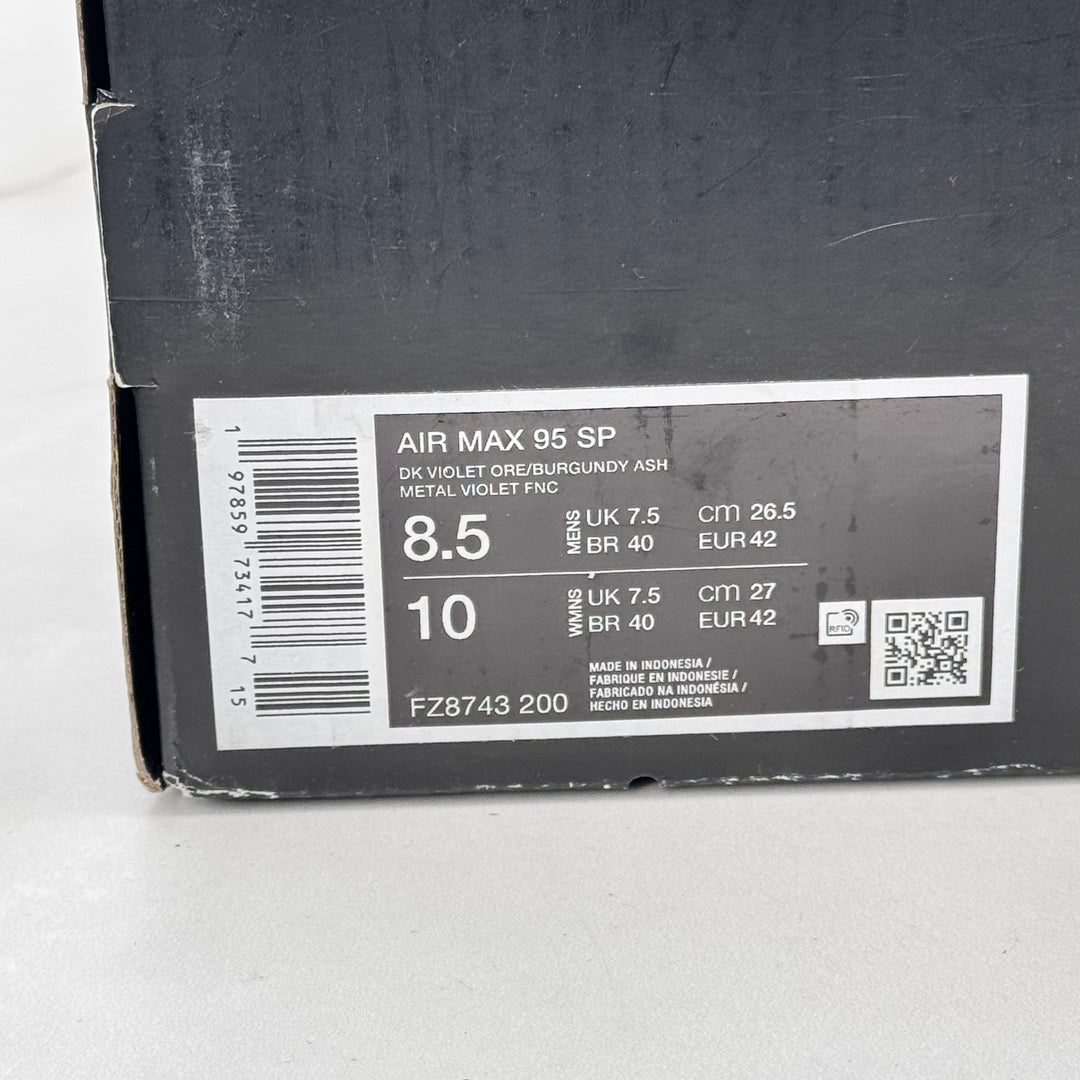 1 97859 73417 7 15
AIR MAX 95 SP
DK VIOLET ORE/BURGUNDY ASH
METAL VIOLET FNC
8.5 MENS UK 7.5 cm 26.5
BR 40 EUR 42
10 WMNS UK 7.5 cm 27
BR 40 EUR 42
RFID
MADE IN INDONESIA /
FABRIQUE EN INDONESIE /
FABRICADO NA INDONÉSIA /
HECHO EN INDONESIA
FZ8743 200